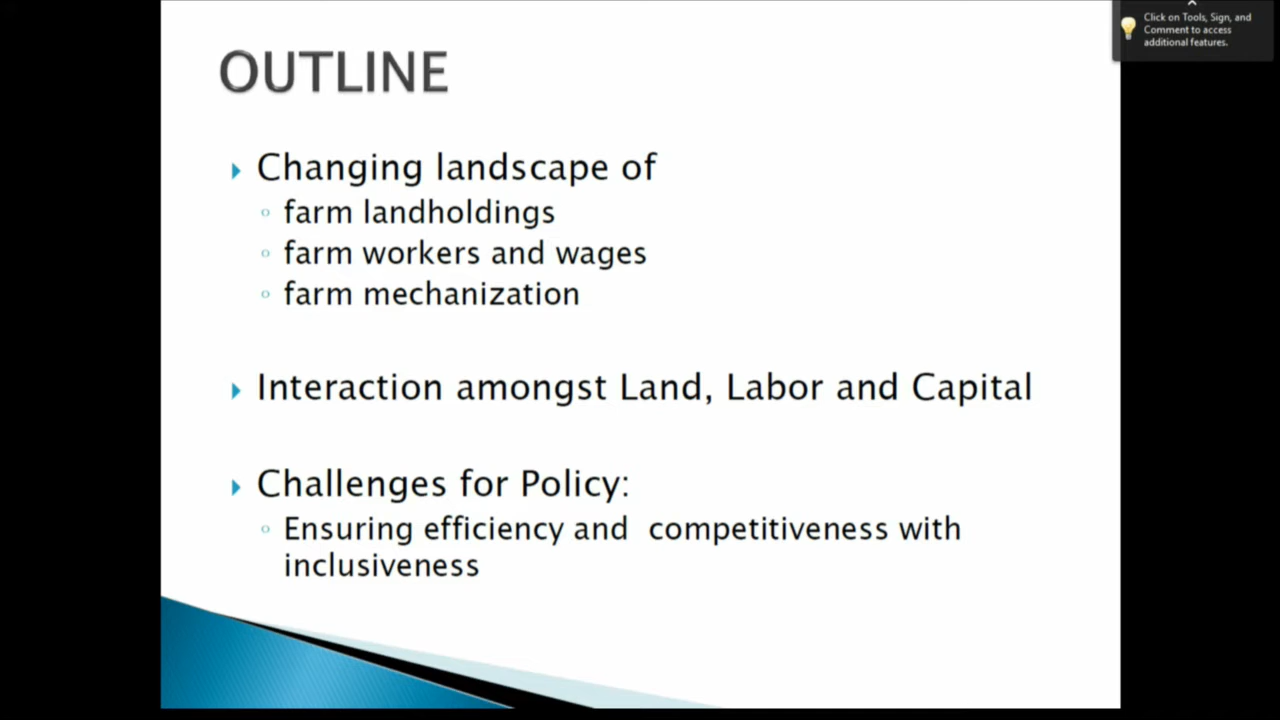 OUTLINE
Changing landscape of
farm landholdings
farm workers and wages
farm mechanization
Interaction amongst Land, Labor and Capital
Challenges for Policy:
Ensuring efficiency and competitiveness with
inclusiveness
Click on Tools, Sign, and
Comment to access
additional features.